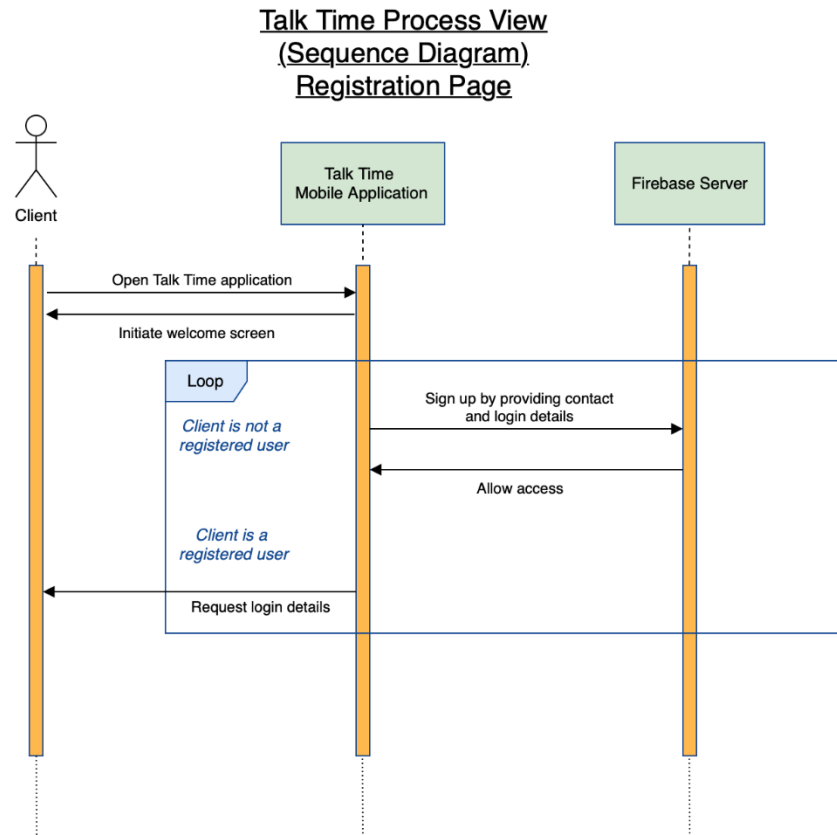 Talk Time Process View
(Sequence Diagram)
Registration Page
Client
Talk Time
Mobile Application
Firebase Server
Open Talk Time application
Initiate welcome screen
Loop
Client is not a
registered user
Sign up by providing contact
and login details
Allow access
Client is a
registered user
Request login details